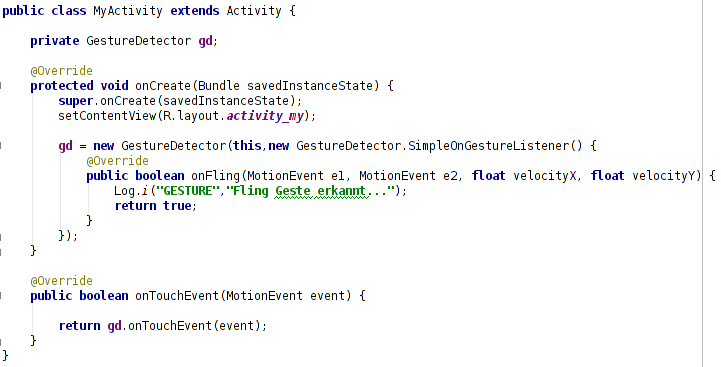 public class MyActivity extends Activity {
private GestureDetector gd;
@Override
protected void onCreate(Bundle savedInstanceState) {
super.onCreate(savedInstanceState);
setContentView(R.layout.activity_my);
gd = new GestureDetector(this,new GestureDetector.SimpleOnGestureListener() {
@Override
public boolean onFling(MotionEvent e1, MotionEvent e2, float velocityX, float velocityY) {
Log.i("GESTURE","Fling Geste erkannt...");
return true;
}
});
}
@Override
public boolean onTouchEvent(MotionEvent event) {
return gd.onTouchEvent(event);
}
}